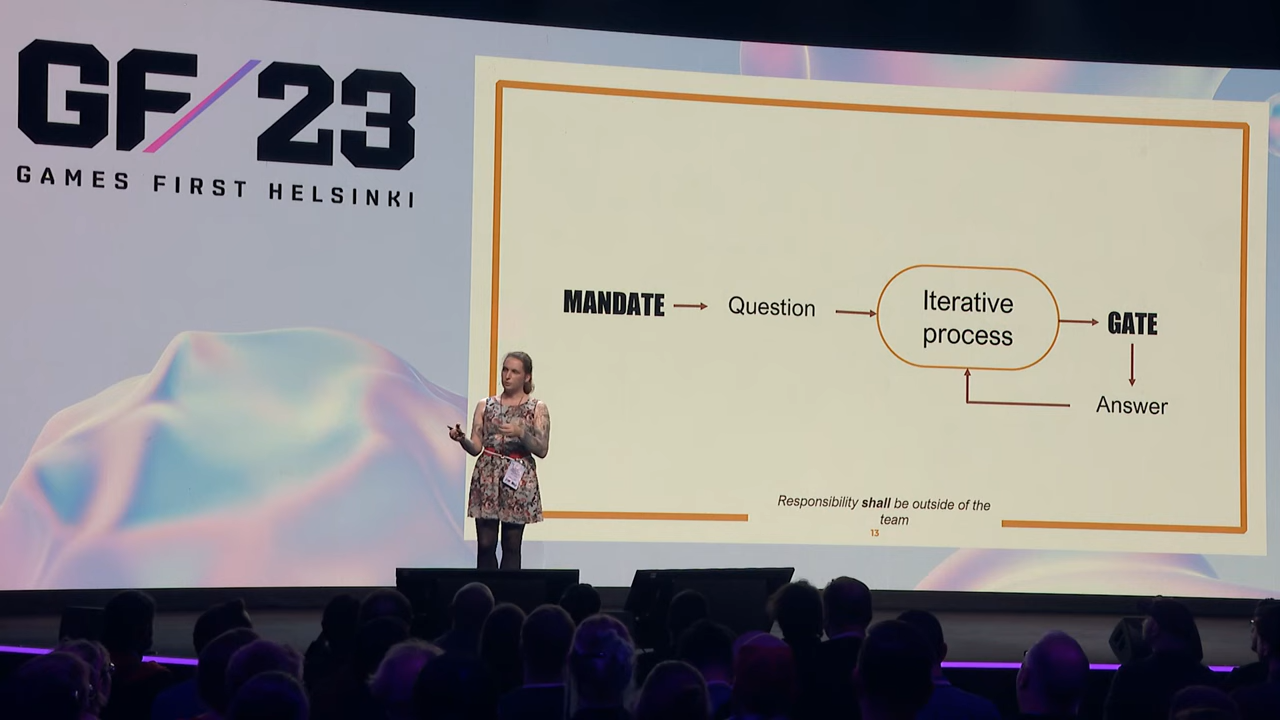 GF/23
GAMES FIRST HELSINKI
MANDATE
Question
Iterative
process
GATE
Answer
Responsibility shall be outside of the
team
13